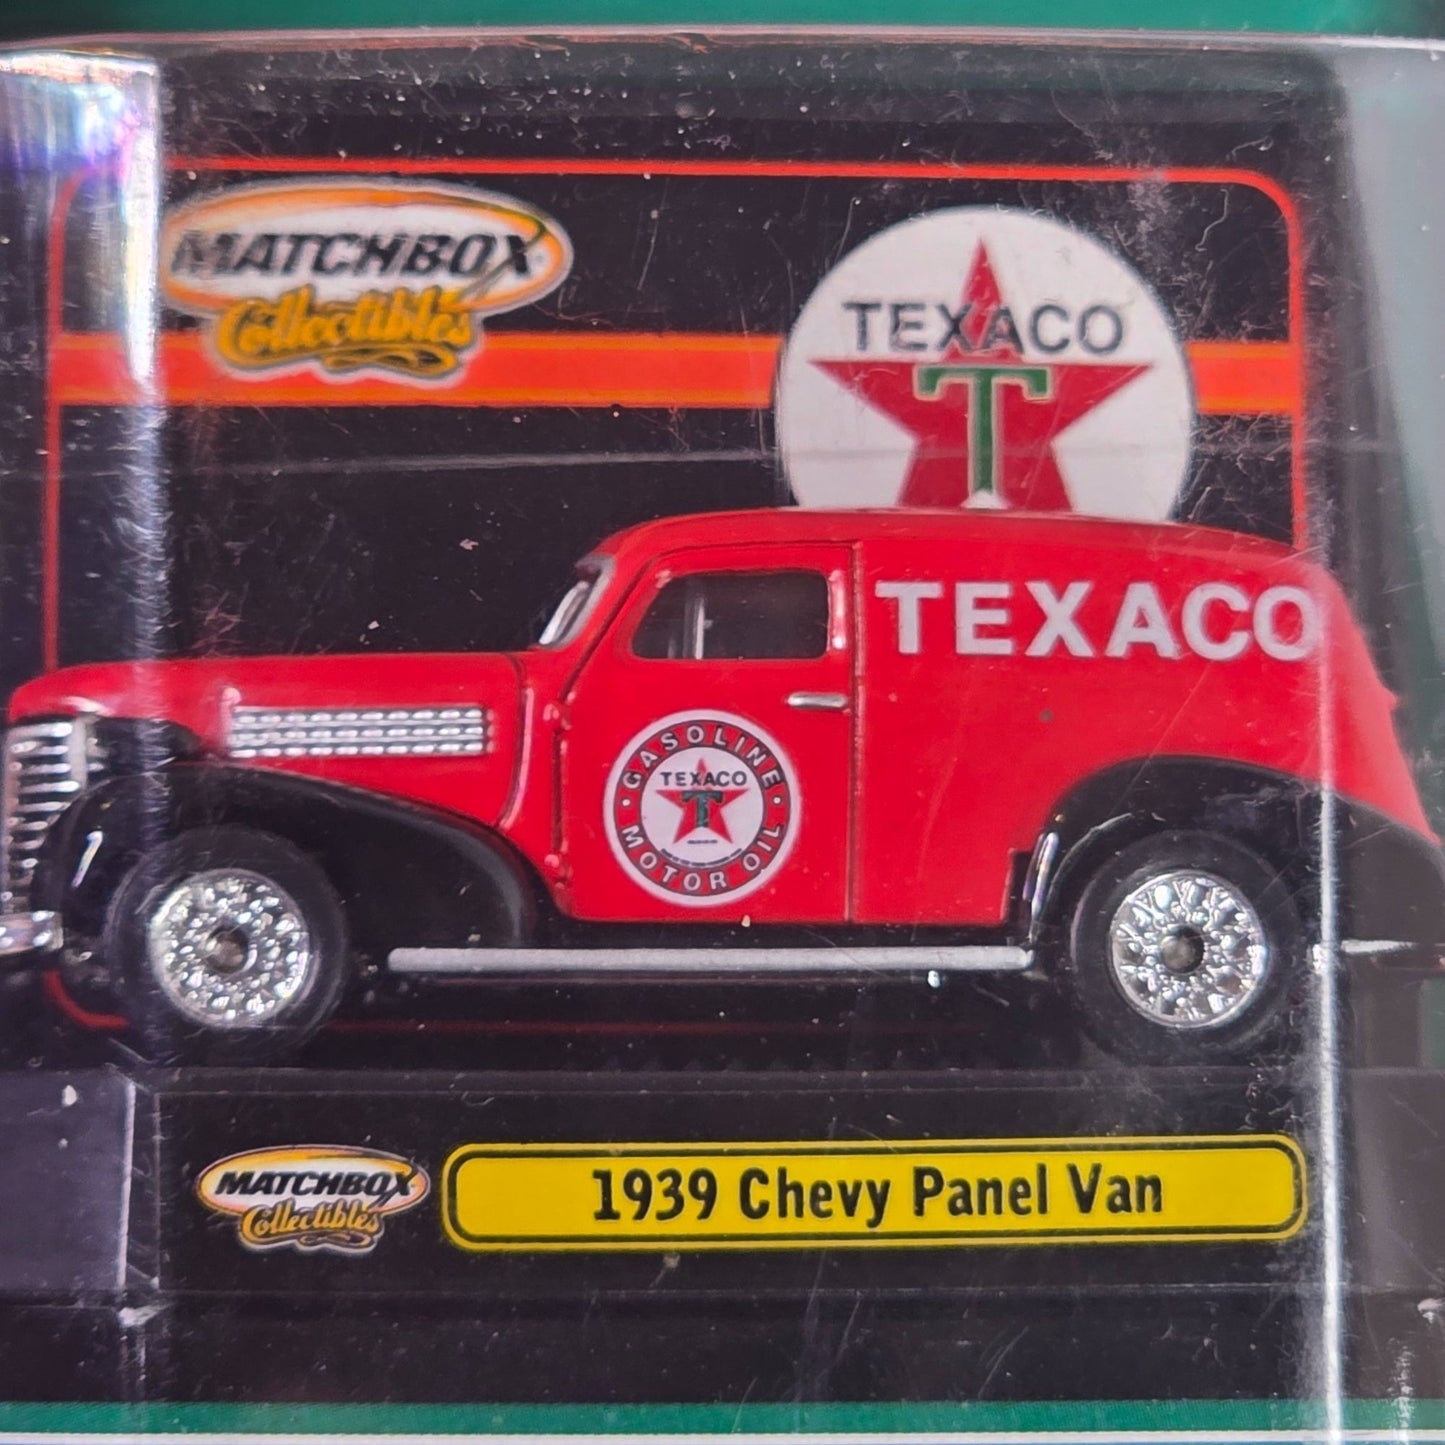 MATCHBOX
Collectibles
TEXACO
T
TEXACO
GASOLINE
TEXACO
T
MOTOR OIL
MATCHBOX
Collectibles
1939 Chevy Panel Van